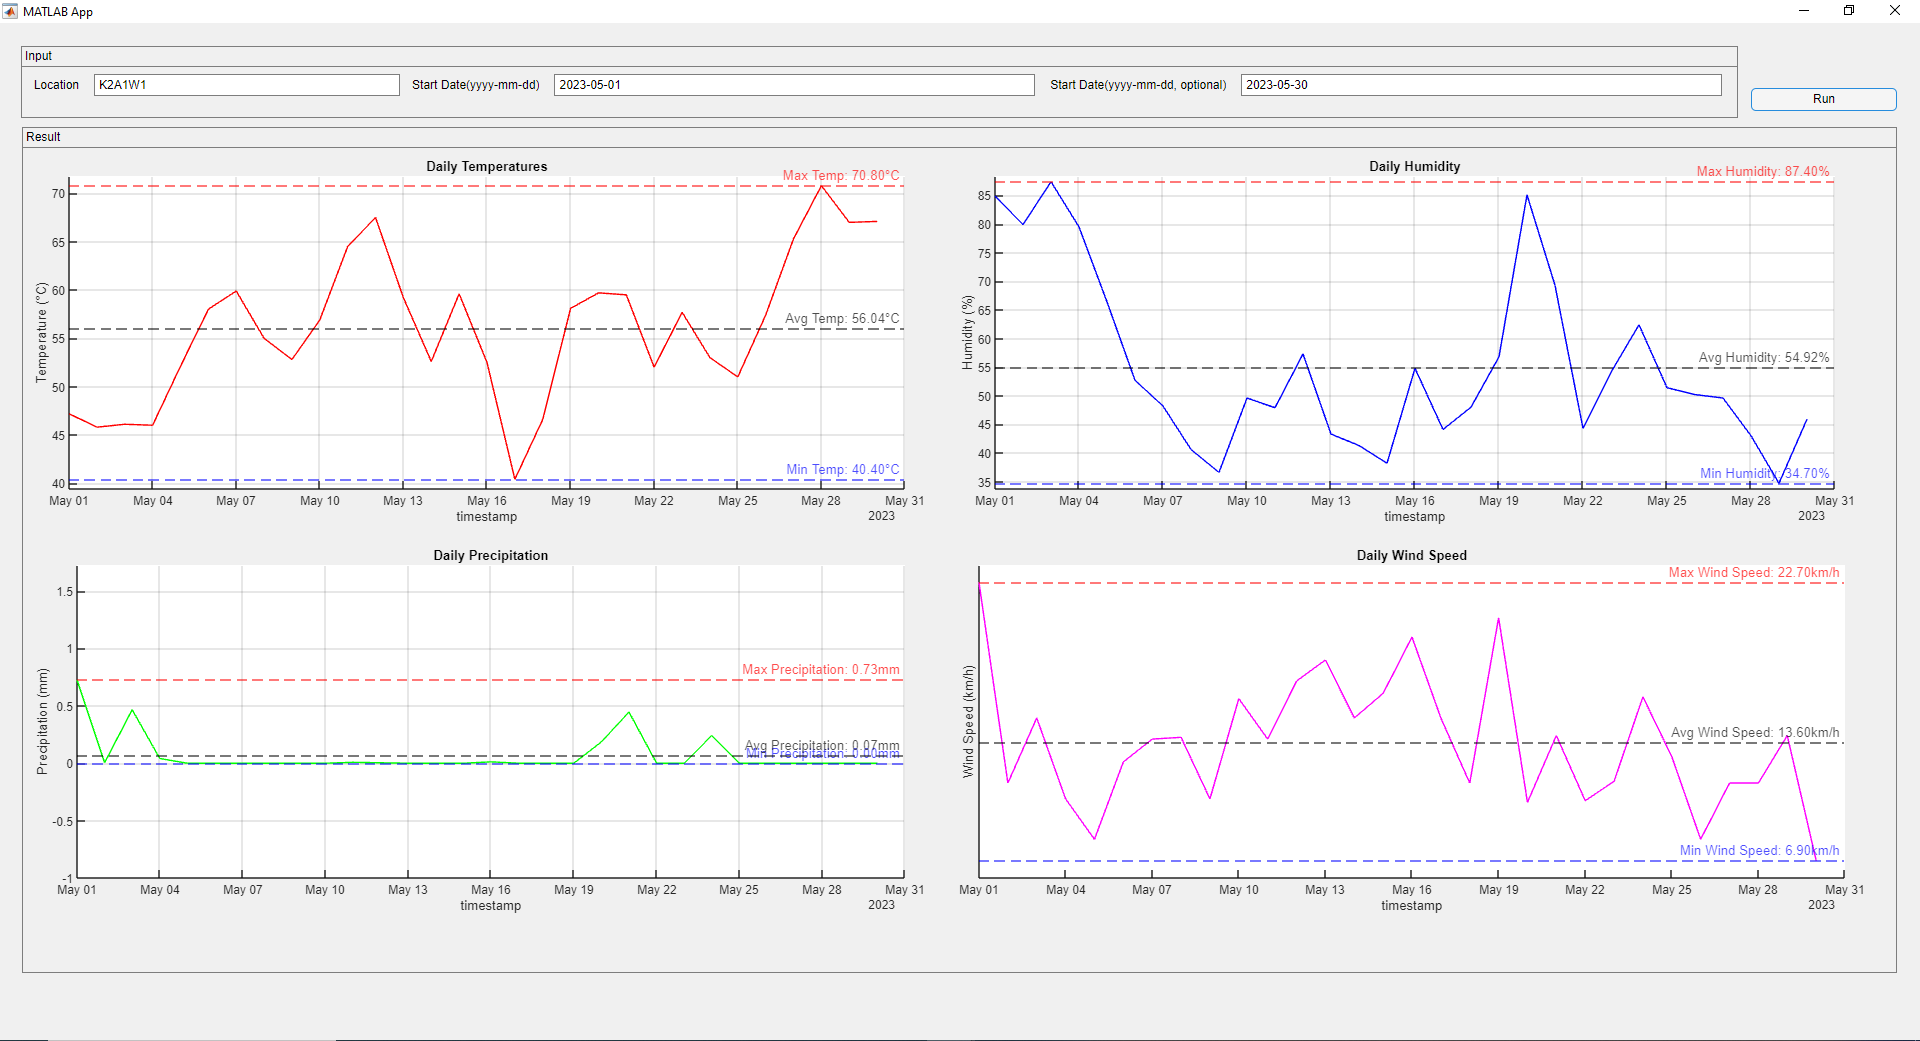 MATLAB App
Input
Location K2A1W1 Start Date(yyyy-mm-dd) 2023-05-01 Start Date(yyyy-mm-dd, optional) 2023-05-30
Run
Result
Daily Temperatures
Max Temp: 70.80°C
Avg Temp: 56.04°C
Min Temp: 40.40°C
Temperature (°C)
70
65
60
55
50
45
40
May 01 May 04 May 07 May 10 May 13 May 16 May 19 May 22 May 25 May 28 May 31
timestamp
2023
Daily Humidity
Max Humidity: 87.40%
Avg Humidity: 54.92%
Min Humidity: 34.70%
Humidity (%)
85
80
75
70
65
60
55
50
45
40
35
May 01 May 04 May 07 May 10 May 13 May 16 May 19 May 22 May 25 May 28 May 31
timestamp
2023
Daily Precipitation
Max Precipitation: 0.73mm
Avg Precipitation: 0.07mm
Min Precipitation: 0.00mm
Precipitation (mm)
1.5
1
0.5
0
-0.5
-1
May 01 May 04 May 07 May 10 May 13 May 16 May 19 May 22 May 25 May 28 May 31
timestamp
2023
Daily Wind Speed
Max Wind Speed: 22.70km/h
Avg Wind Speed: 13.60km/h
Min Wind Speed: 6.90km/h
Wind Speed (km/h)
May 01 May 04 May 07 May 10 May 13 May 16 May 19 May 22 May 25 May 28 May 31
timestamp
2023